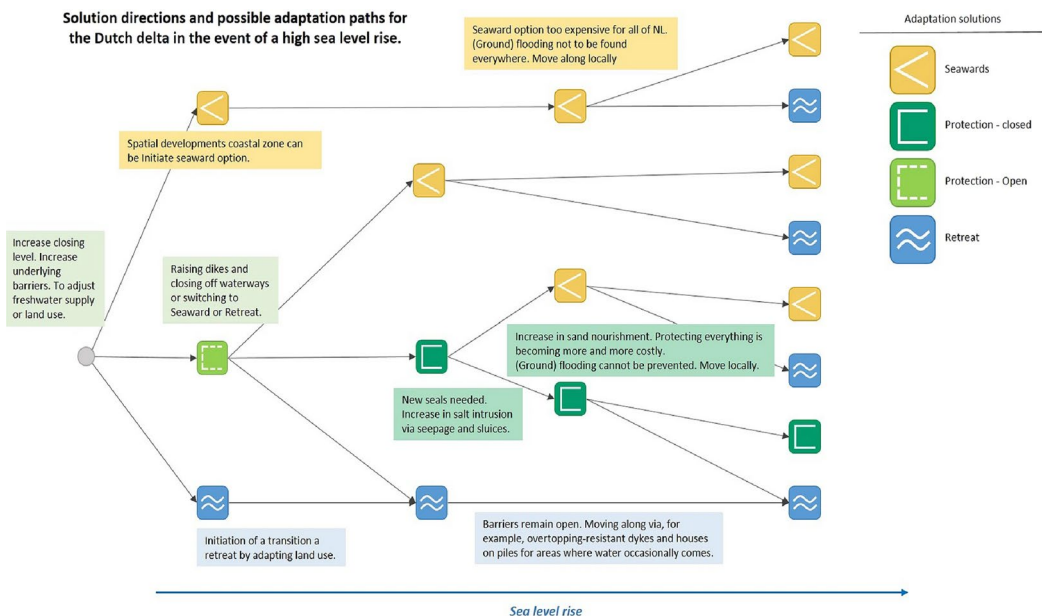 Solution directions and possible adaptation paths for
the Dutch delta in the event of a high sea level rise.
Seaward option too expensive for all of NL.
(Ground) flooding not to be found
everywhere. Move along locally
Adaptation solutions
Seawards
Protection - closed
Protection - Open
Retreat
Spatial developments coastal zone can
be Initiate seaward option.
Increase closing
level. Increase
underlying
barriers. To adjust
freshwater supply
or land use.
Raising dikes and
closing off waterways
or switching to
Seaward or Retreat.
Increase in sand nourishment. Protecting everything is
becoming more and more costly.
(Ground) flooding cannot be prevented. Move locally.
New seals needed.
Increase in salt intrusion
via seepage and sluices.
Initiation of a transition a
retreat by adapting land use.
Barriers remain open. Moving along via, for
example, overtopping-resistant dykes and houses
on piles for areas where water occasionally comes.
Sea level rise